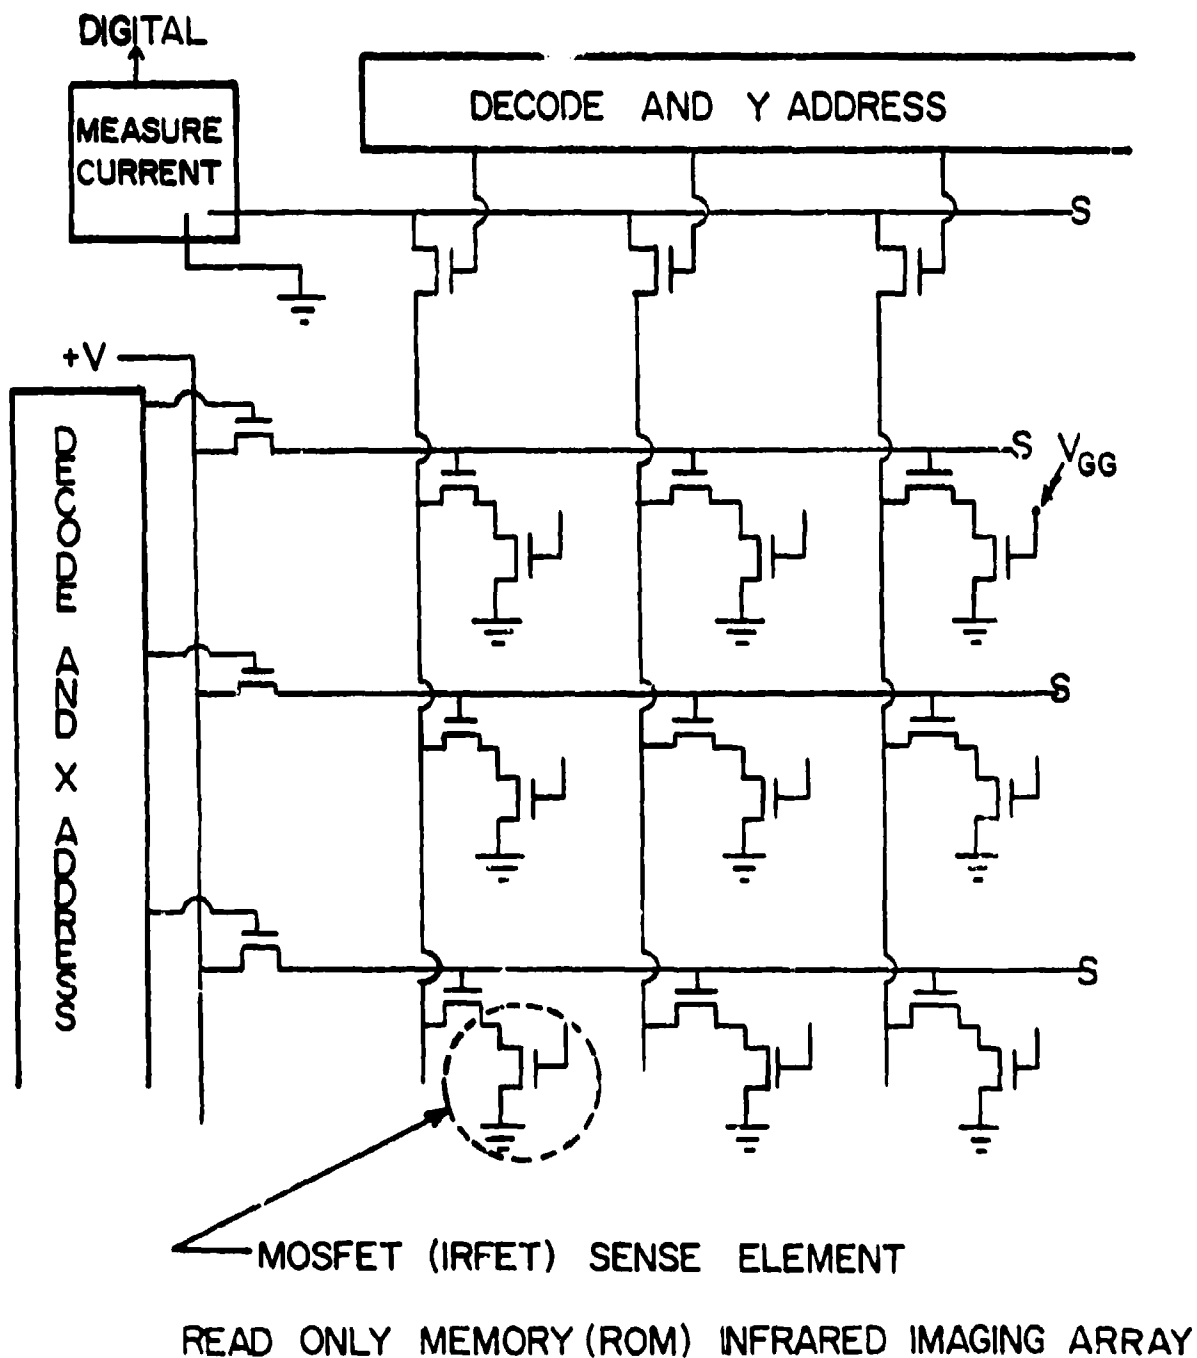 DIGITAL
MEASURE
CURRENT
DECODE AND Y ADDRESS
S
+V
DECODE AND X ADDRESS
S
VGG
S
S
MOSFET (IRFET) SENSE ELEMENT
READ ONLY MEMORY (ROM) INFRARED IMAGING ARRAY